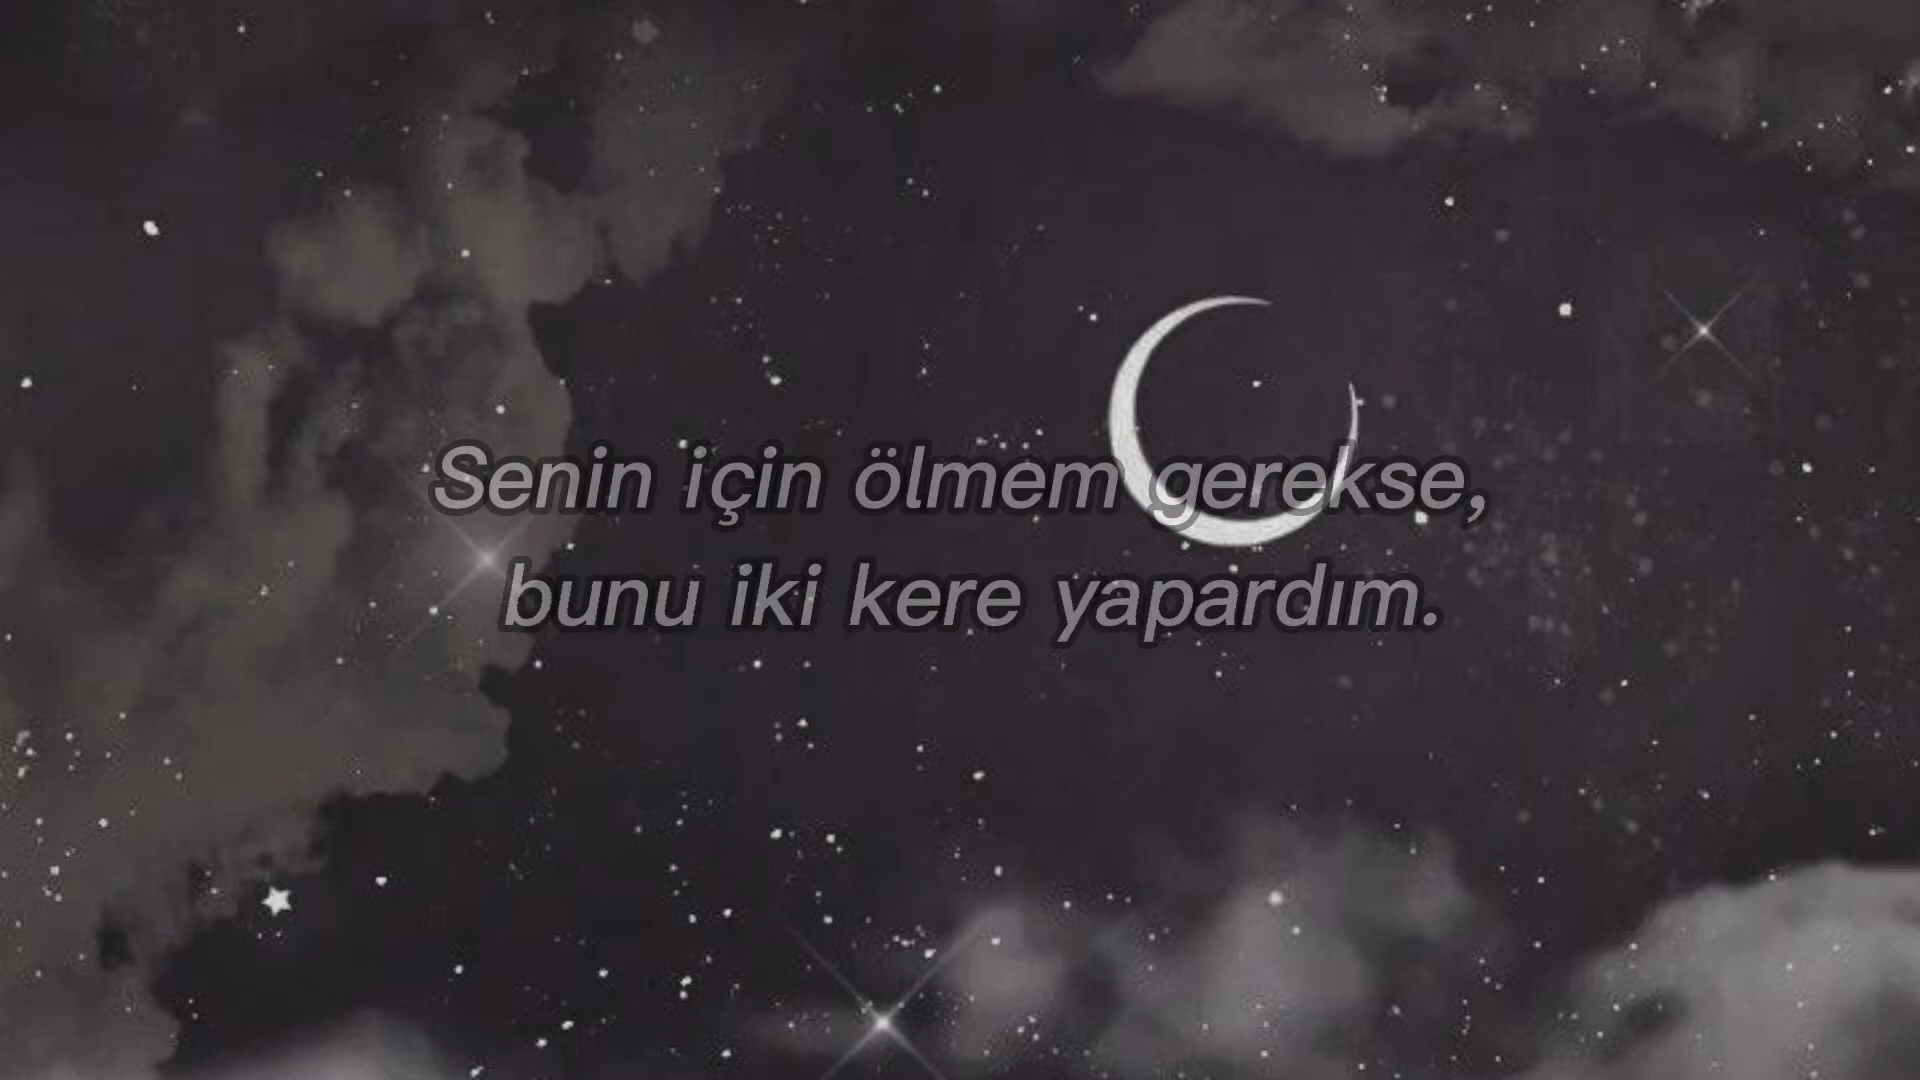 Senin için ölmem gerekse,
bunu iki kere yapardım.